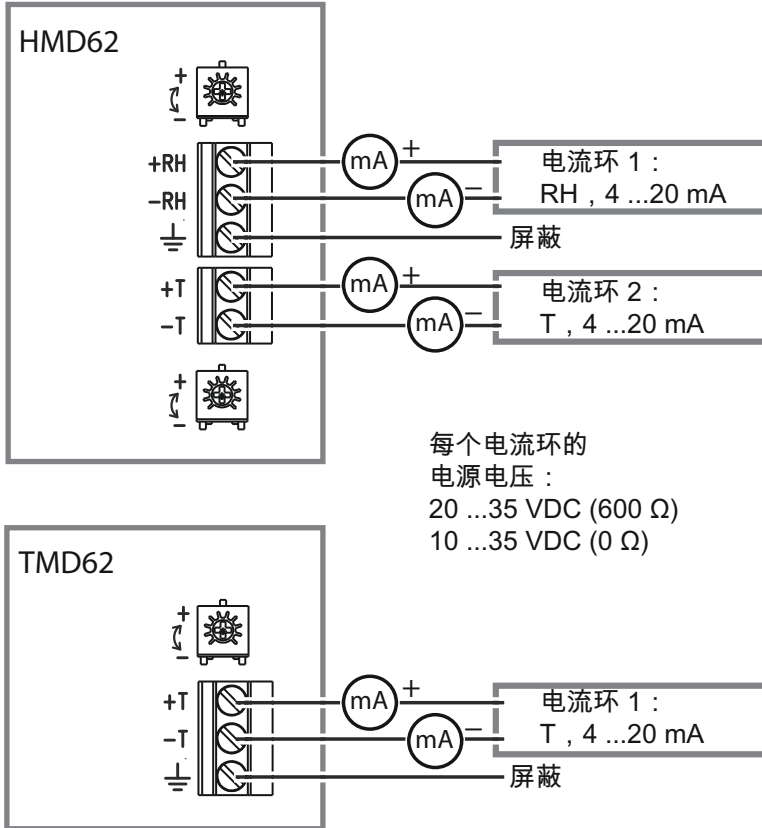 HMD62
+
−
+RH
mA
+
电流环 1：
−RH
mA
−
RH，4 ...20 mA
屏蔽
+T
mA
+
电流环 2：
−T
mA
−
T，4 ...20 mA
+
−
每个电流环的
电源电压：
20 ...35 VDC (600 Ω)
10 ...35 VDC (0 Ω)
TMD62
+
−
+T
mA
+
电流环 1：
−T
mA
−
T，4 ...20 mA
屏蔽